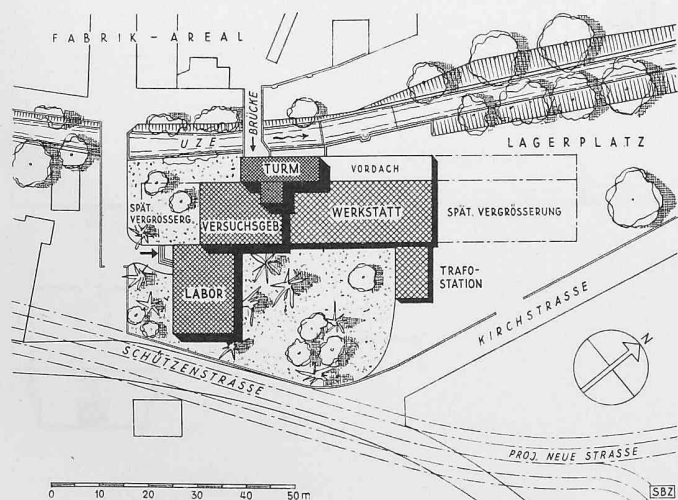 FABRIK-AREAL
BRÜCKE
UZE
LAGERPLATZ
TURM
VORDACH
SPÄT.
VERGRÖSSERG.
VERSUCHSGEB.
WERKSTATT
SPÄT. VERGRÖSSERUNG
TRAFO-
STATION
LABOR
KIRCHSTRASSE
SCHÜTZENSTRASSE
N
PROJ. NEUE STRASSE
0 10 20 30 40 50 m
SBZ